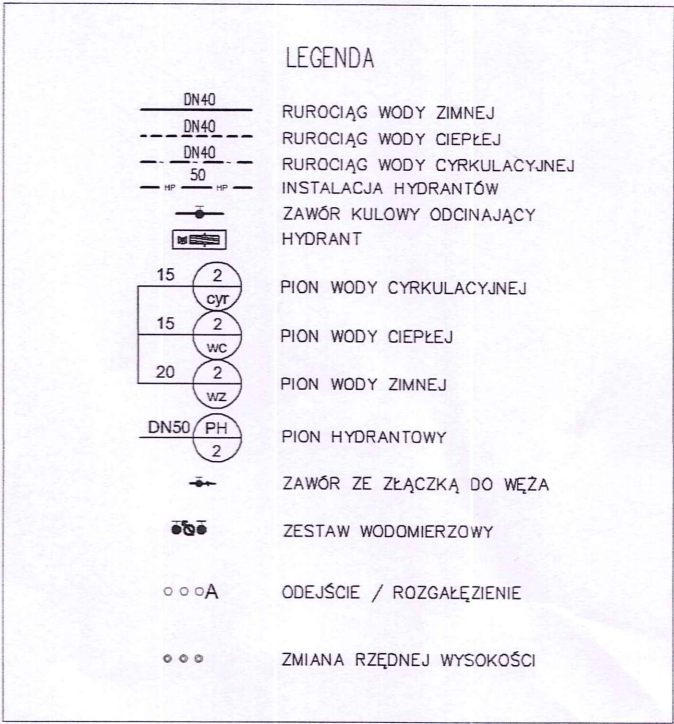 LEGENDA
DN40 RUROCIĄG WODY ZIMNEJ
DN40 RUROCIĄG WODY CIEPŁEJ
DN40 RUROCIĄG WODY CYRKULACYJNEJ
50
HP HP INSTALACJA HYDRANTÓW
ZAWÓR KULOWY ODCINAJĄCY
HYDRANT
15 2
cyr PION WODY CYRKULACYJNEJ
15 2
wc PION WODY CIEPŁEJ
20 2
wz PION WODY ZIMNEJ
DN50 PH
2 PION HYDRANTOWY
ZAWÓR ZE ZŁĄCZKĄ DO WĘŻA
ZESTAW WODOMIERZOWY
A ODEJŚCIE / ROZGAŁĘZIENIE
ZMIANA RZĘDNEJ WYSOKOŚCI